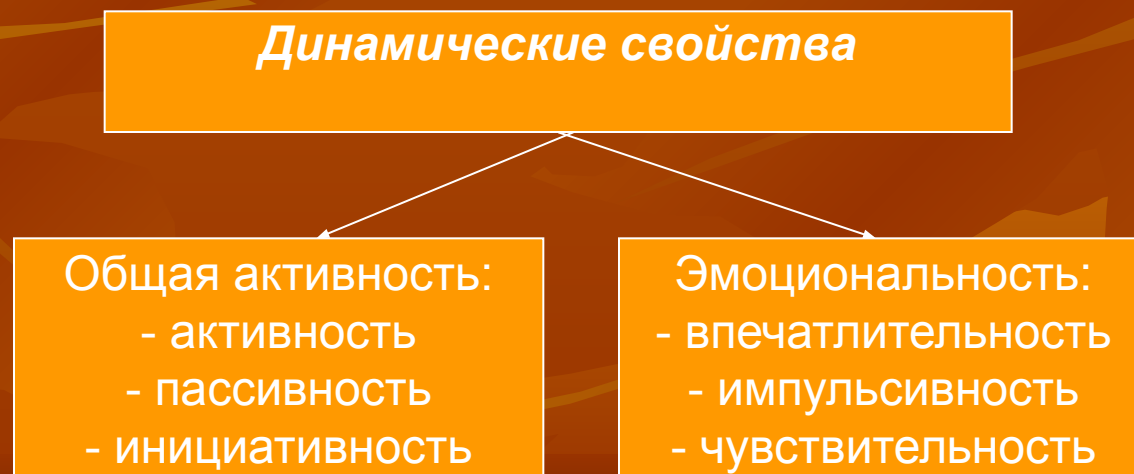 Динамические свойства
Общая активность:
- активность
- пассивность
- инициативность
Эмоциональность:
- впечатлительность
- импульсивность
- чувствительность